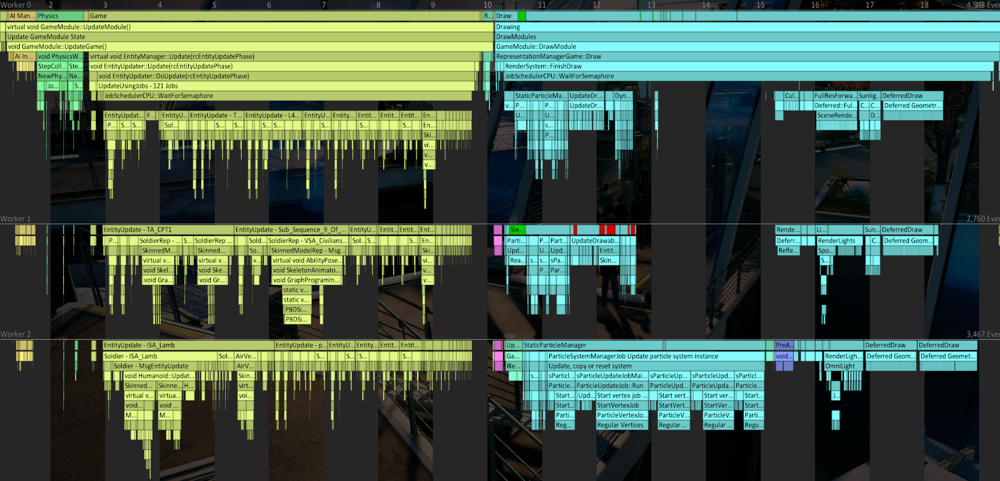 Worker 0 2 3 4 5 6 7 8 9 10 11 12 13 14 15 16 17 18
AI Man... Physics Game R... Draw
virtual void GameModule::UpdateModule() Drawing
Update GameModule State DrawModules
void GameModule::UpdateGame() GameModule::DrawModule
AI In... void PhysicsW... virtual void EntityManager::Update(rcEntityUpdatePhase) RepresentationManagerGame::Draw
StepColl... Ste... void EntityUpdater::Update(rcEntityUpdatePhase) RenderSystem::FinishDraw
NewPhy... Ne... void EntityUpdater::DoUpdate(rcEntityUpdatePhase) JobSchedulerCPU::WaitForSemaphore
Jo... S... UpdateUsingJobs - 121 Jobs
JobSchedulerCPU::WaitForSemaphore StaticParticleMa... UpdateDr... Dyn... Cul... FullResForwa... Sunlig... DeferredDraw
v... P... P... UpdateDr... Deferred::Ful... C... C... Deferred Geometr...
EntityUpdat... F... EntityU... EntityUpdate - T... EntityUpdate - L4... EntityU... Entity... Entit... Entit... Entit... En... U... U... SceneRende... D...
P... S... S... Sol... S... S... S... S... S... S... S... En... s...
Ski... P...
vi...
v...
v...
Worker 1 2,760 Even
EntityUpdate - TA_CPT1 EntityUpdate - Sub_Sequence_9_Of_... EntityU... Entit... Entit... Ent... Sle... Rende... Li... Sun... DeferredDraw
P... SoldierRep - ... S... SoldierRep ... Sold... SoldierRep - VSA_Civilians... Sol... S... S... En... Parti... P... Part... UpdateDrawab... Deferr... RenderLights C... Deferred Geom...
SkinnedM... Skinned... So... SkinnedModelRep - Msg... Ski... Upd... U... Upd... Entit... Refle... Spo...
virtual v... virtual v... v... virtual void AbilityPose... vi... Rea... s... s... sPa... Skin... S...
void Skel... void Ske... void SkeletonAnimato... v... P... Par...
void Gra... void Gr... void GraphProgramIn... v...
static v...
static v...
PBDSi...
PBDSi...
Worker 2 3,467 Even
EntityUpdate - ISA_Lamb EntityUpdate - p... EntityU... Entity... Entit... Entit... Up... StaticParticleManager PreA... DeferredDraw DeferredDraw
Soldier - ISA_Lamb Sol... AirVe... S... S... S... S... Ga... ParticleSystemManagerJob Update particle system instance void... RenderLigh... Deferred Geom... Deferred Geomet...
Soldier - MsgEntityUpdate AirV... Ble... Update, copy or reset system OmniLight
void Humanoid::Updat... Skin... s... sParticl... sParticleUpdateJobMai... sParticleUp... sParticleUpd... sParticl...
Skinned... Skinne... H... virt... Particle... ParticleUpdateJob::Run ParticleUpd... ParticleUpda... Particle...
virtual v... virtua... voi... Start... Upd... Start vertex job ... Start vert... Start ver... Start... J...
void... void ... Start... StartVertexJob StartVert... StartVer... Start...
M... M... Parti... ParticleVertexJo... ParticleV... ParticleV... Parti...
Reg... Regular Vertices Regular ... Regular ... Regu...